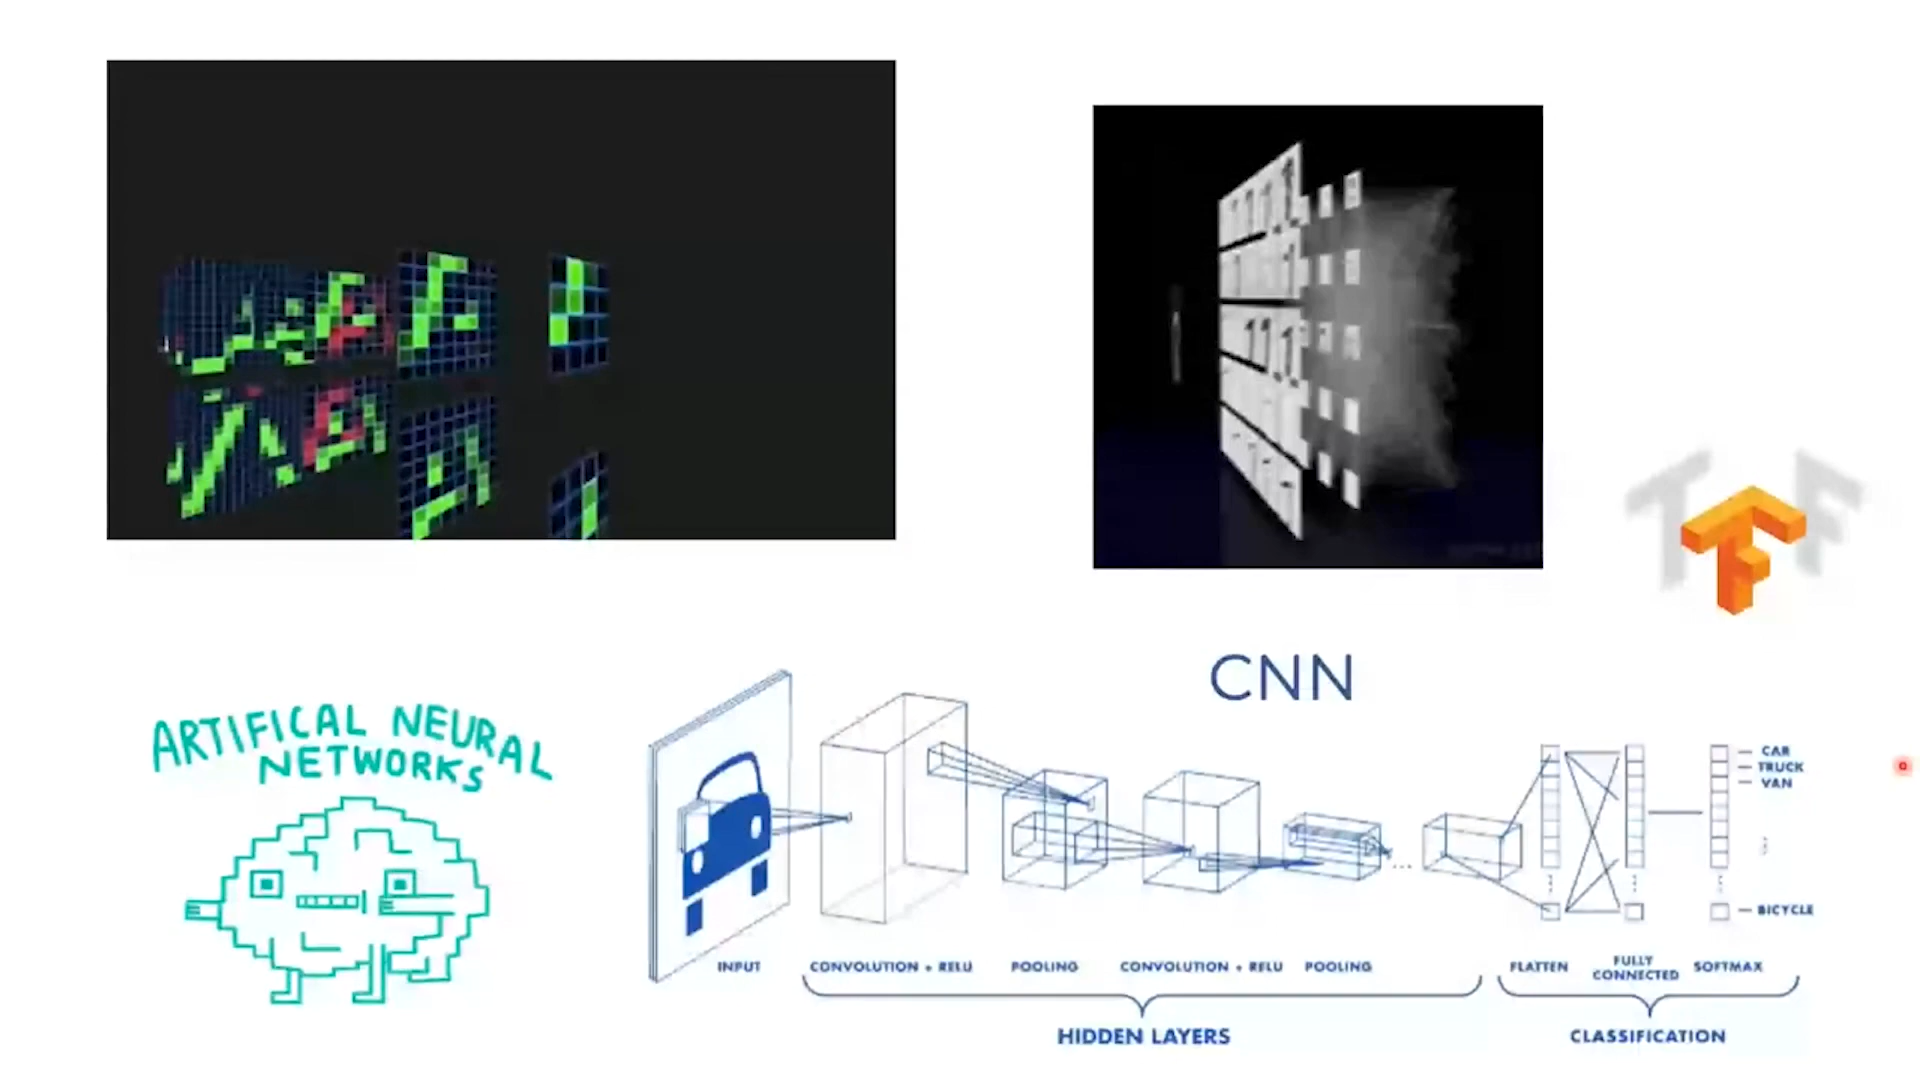 ARTIFICAL NEURAL
NETWORKS
TF
CNN
CAR
TRUCK
VAN
BICYCLE
INPUT
CONVOLUTION + RELU
POOLING
CONVOLUTION + RELU
POOLING
FLATTEN
FULLY
CONNECTED
SOFTMAX
HIDDEN LAYERS
CLASSIFICATION